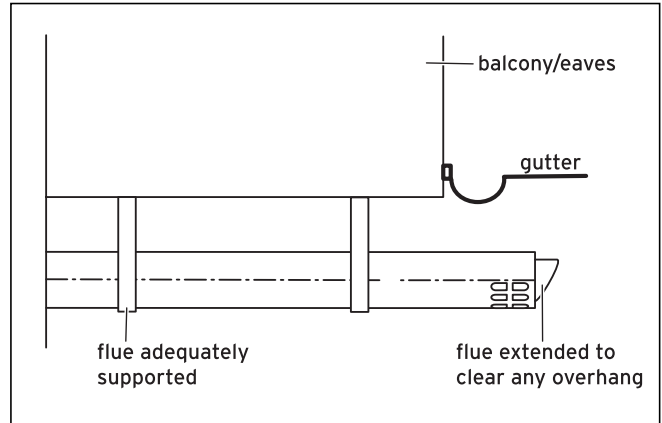 balcony/eaves
gutter
flue adequately
supported
flue extended to
clear any overhang